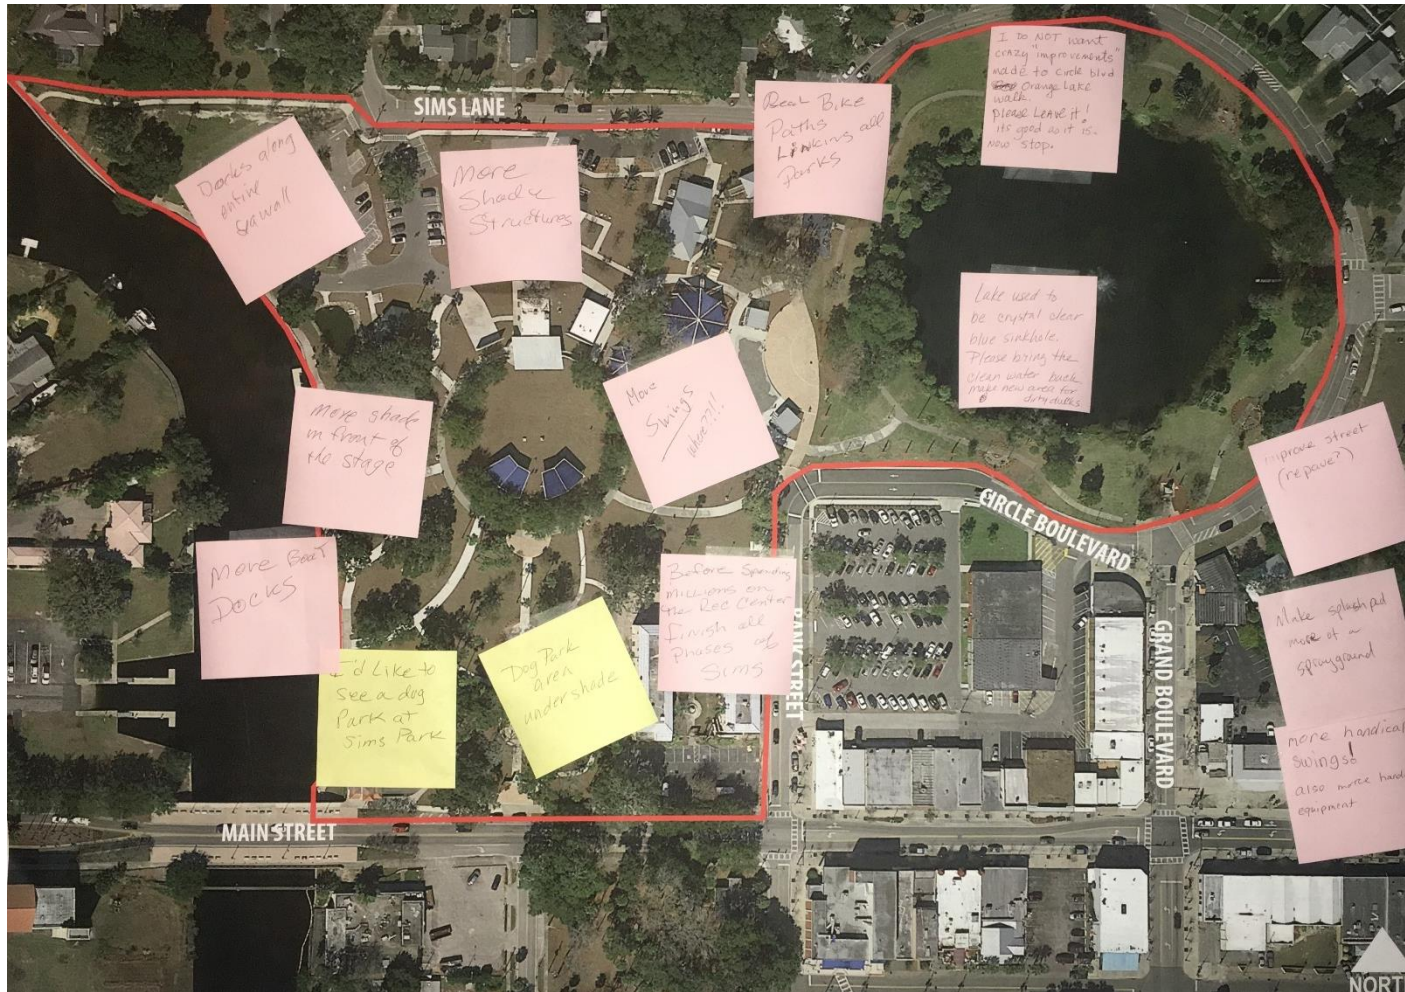 I DO NOT want
crazy "improvements"
made to circle blvd
Orange Lake
walk.
please LEAVE it!
its good as it is.
now stop.
SIMS LANE
Real Bike
Paths
Linking all
Parks
Docks along
entire
seawall
More
Shade
Structures
Lake used to
be crystal clear
blue sinkhole.
Please bring the
clean water back
make new area for
dirty ducks
More
Swings
where??!!
more shade
in front of
the stage
improve street
(repave?)
CIRCLE BOULEVARD
More Boat
Docks
Before Spending
Millions on
the Rec Center
finish all
Phases of
Sims
BANK STREET
GRAND BOULEVARD
Make splashpad
more of a
sprayground
I'd Like to
See a dog
Park at
Sims Park
Dog Park
area
under shade
more handicap
swings!
also more
equipment
MAIN STREET
NORTH